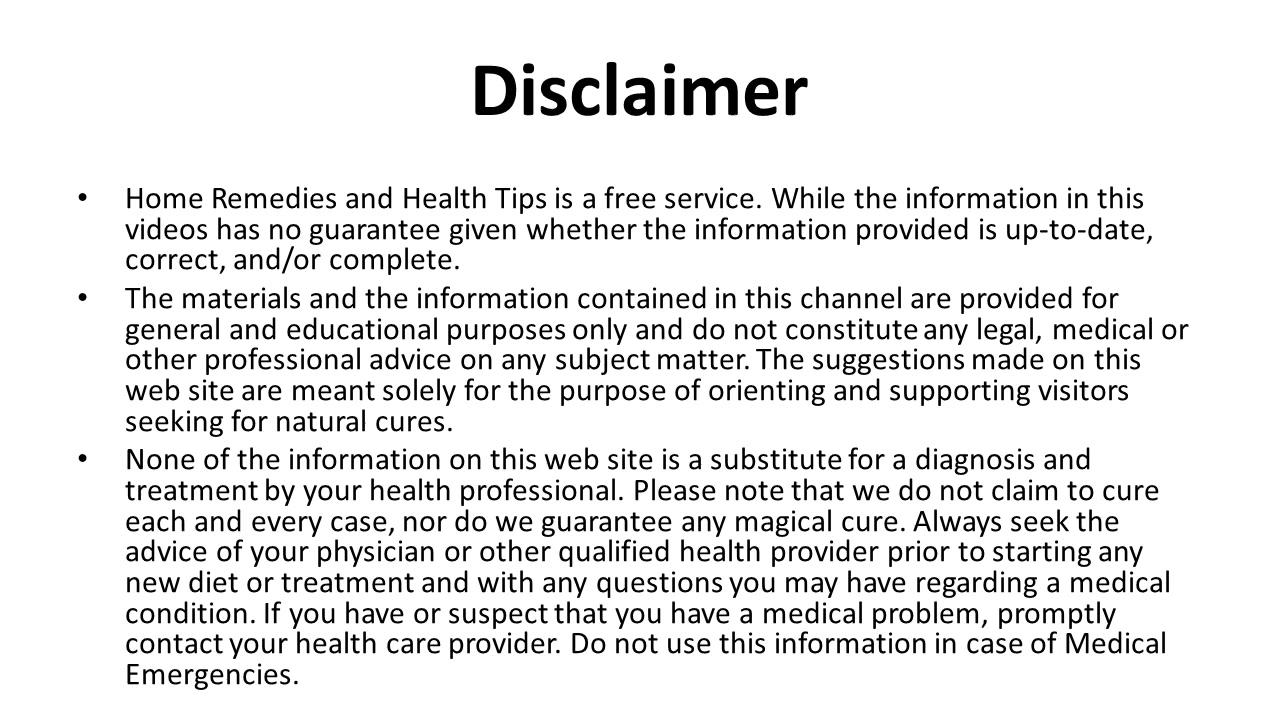 Disclaimer
• Home Remedies and Health Tips is a free service. While the information in this
videos has no guarantee given whether the information provided is up-to-date,
correct, and/or complete.
• The materials and the information contained in this channel are provided for
general and educational purposes only and do not constitute any legal, medical or
other professional advice on any subject matter. The suggestions made on this
web site are meant solely for the purpose of orienting and supporting visitors
seeking for natural cures.
• None of the information on this web site is a substitute for a diagnosis and
treatment by your health professional. Please note that we do not claim to cure
each and every case, nor do we guarantee any magical cure. Always seek the
advice of your physician or other qualified health provider prior to starting any
new diet or treatment and with any questions you may have regarding a medical
condition. If you have or suspect that you have a medical problem, promptly
contact your health care provider. Do not use this information in case of Medical
Emergencies.